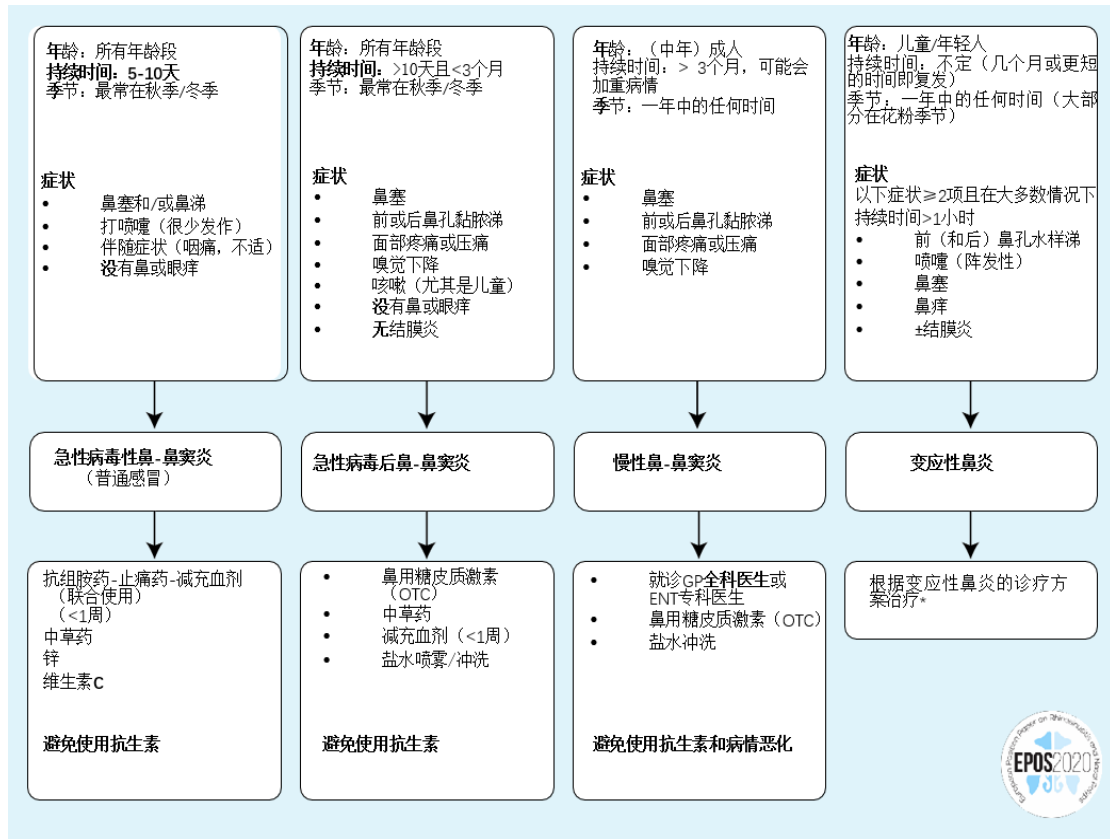 年龄：所有年龄段
持续时间：5-10天
季节：最常在秋季/冬季
症状
• 鼻塞和/或鼻涕
• 打喷嚏（很少发作）
• 伴随症状（咽痛，不适）
• 没有鼻或眼痒
急性病毒性鼻-鼻窦炎
（普通感冒）
抗组胺药-止痛药-减充血剂
（联合使用）
（<1周）
中草药
锌
维生素C
避免使用抗生素
年龄：所有年龄段
持续时间：>10天且<3个月
季节：最常在秋季/冬季
症状
• 鼻塞
• 前或后鼻孔黏脓涕
• 面部疼痛或压痛
• 嗅觉下降
• 咳嗽（尤其是儿童）
• 没有鼻或眼痒
• 无结膜炎
急性病毒后鼻-鼻窦炎
• 鼻用糖皮质激素
（OTC）
• 中草药
• 减充血剂（<1周）
• 盐水喷雾/冲洗
避免使用抗生素
年龄：（中年）成人
持续时间：> 3个月，可能会
加重病情
季节：一年中的任何时间
症状
• 鼻塞
• 前或后鼻孔黏脓涕
• 面部疼痛或压痛
• 嗅觉下降
慢性鼻-鼻窦炎
• 就诊GP全科医生或
ENT专科医生
• 鼻用糖皮质激素（OTC）
• 盐水冲洗
避免使用抗生素和病情恶化
年龄：儿童/年轻人
持续时间：不定（几个月或更短
的时间即复发）
季节：一年中的任何时间（大部
分在花粉季节）
症状
以下症状≥2项且在大多数情况下
持续时间>1小时
• 前（和后）鼻孔水样涕
• 喷嚏（阵发性）
• 鼻塞
• 鼻痒
• ±结膜炎
变应性鼻炎
根据变应性鼻炎的诊疗方
案治疗*
European Position Paper on Rhinosinusitis and Nasal Polyps
EPOS2020